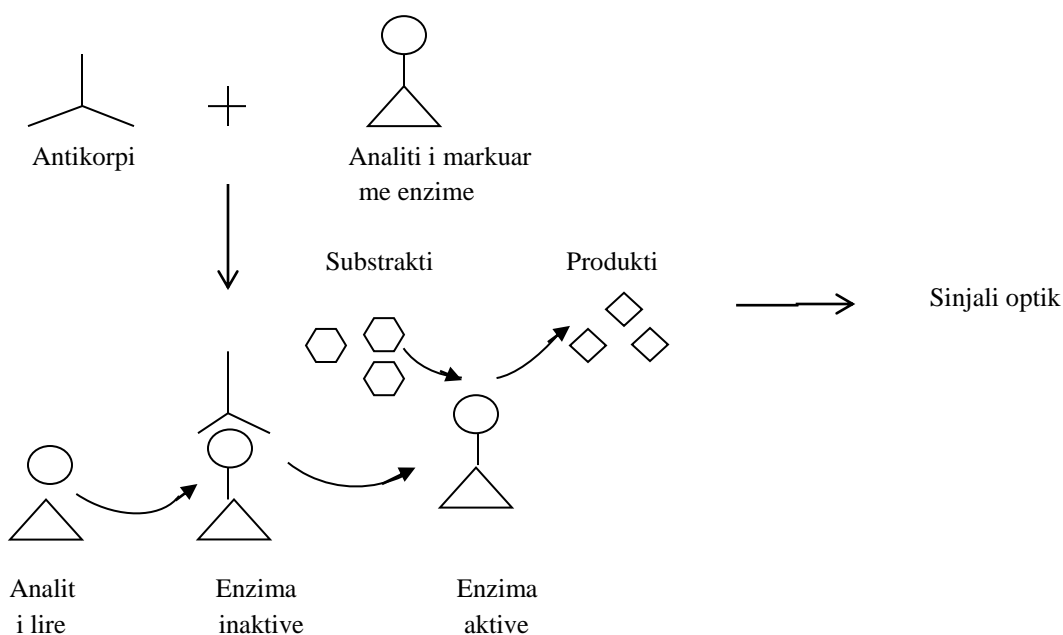 Antikorpi
Analiti i markuar
me enzime
Substrakti
Produkti
Sinjali optik
Analit
i lire
Enzima
inaktive
Enzima
aktive